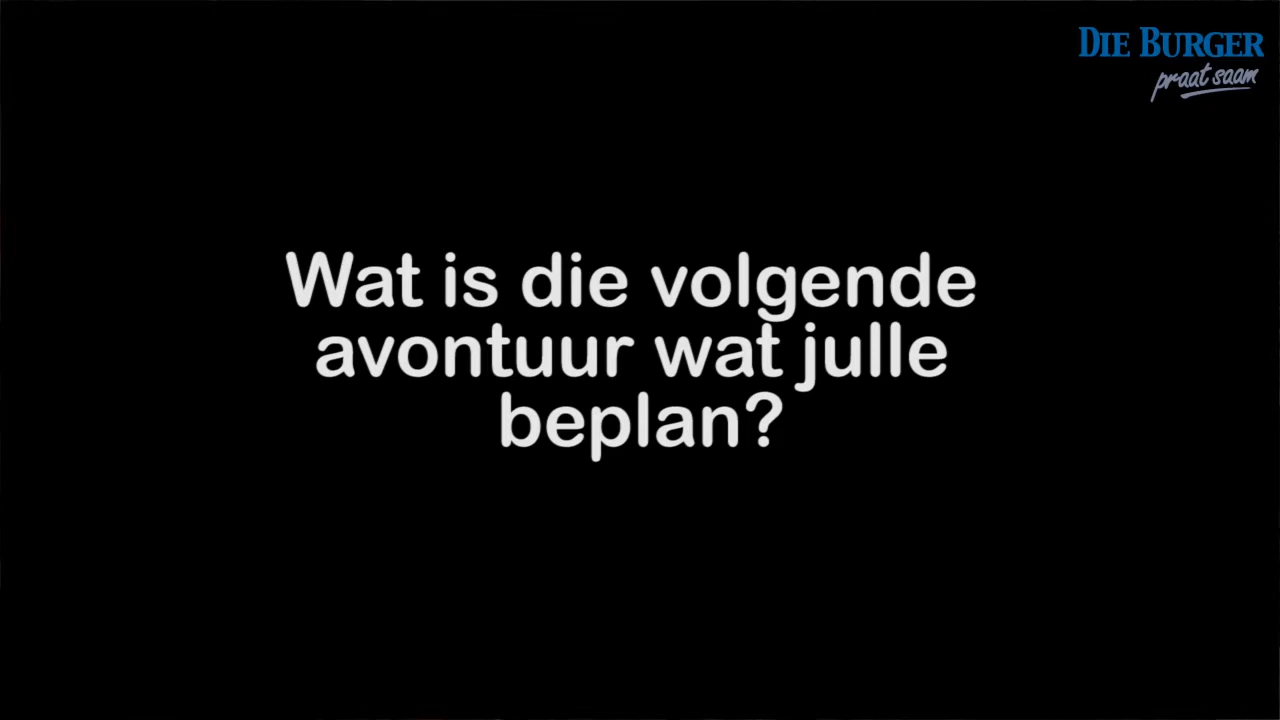 DIE BURGER
praat saam
Wat is die volgende
avontuur wat julle
beplan?